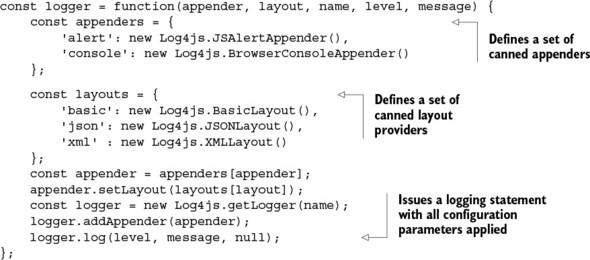 const logger = function(appender, layout, name, level, message) {
    const appenders = {
        'alert': new Log4js.JSAlertAppender(),
        'console': new Log4js.BrowserConsoleAppender()
    };
Defines a set of
canned appenders
    const layouts = {
        'basic': new Log4js.BasicLayout(),
        'json': new Log4js.JSONLayout(),
        'xml' : new Log4js.XMLLayout()
    };
Defines a set of
canned layout
providers
    const appender = appenders[appender];
    appender.setLayout(layouts[layout]);
    const logger = new Log4js.getLogger(name);
    logger.addAppender(appender);
    logger.log(level, message, null);
};
Issues a logging statement
with all configuration
parameters applied